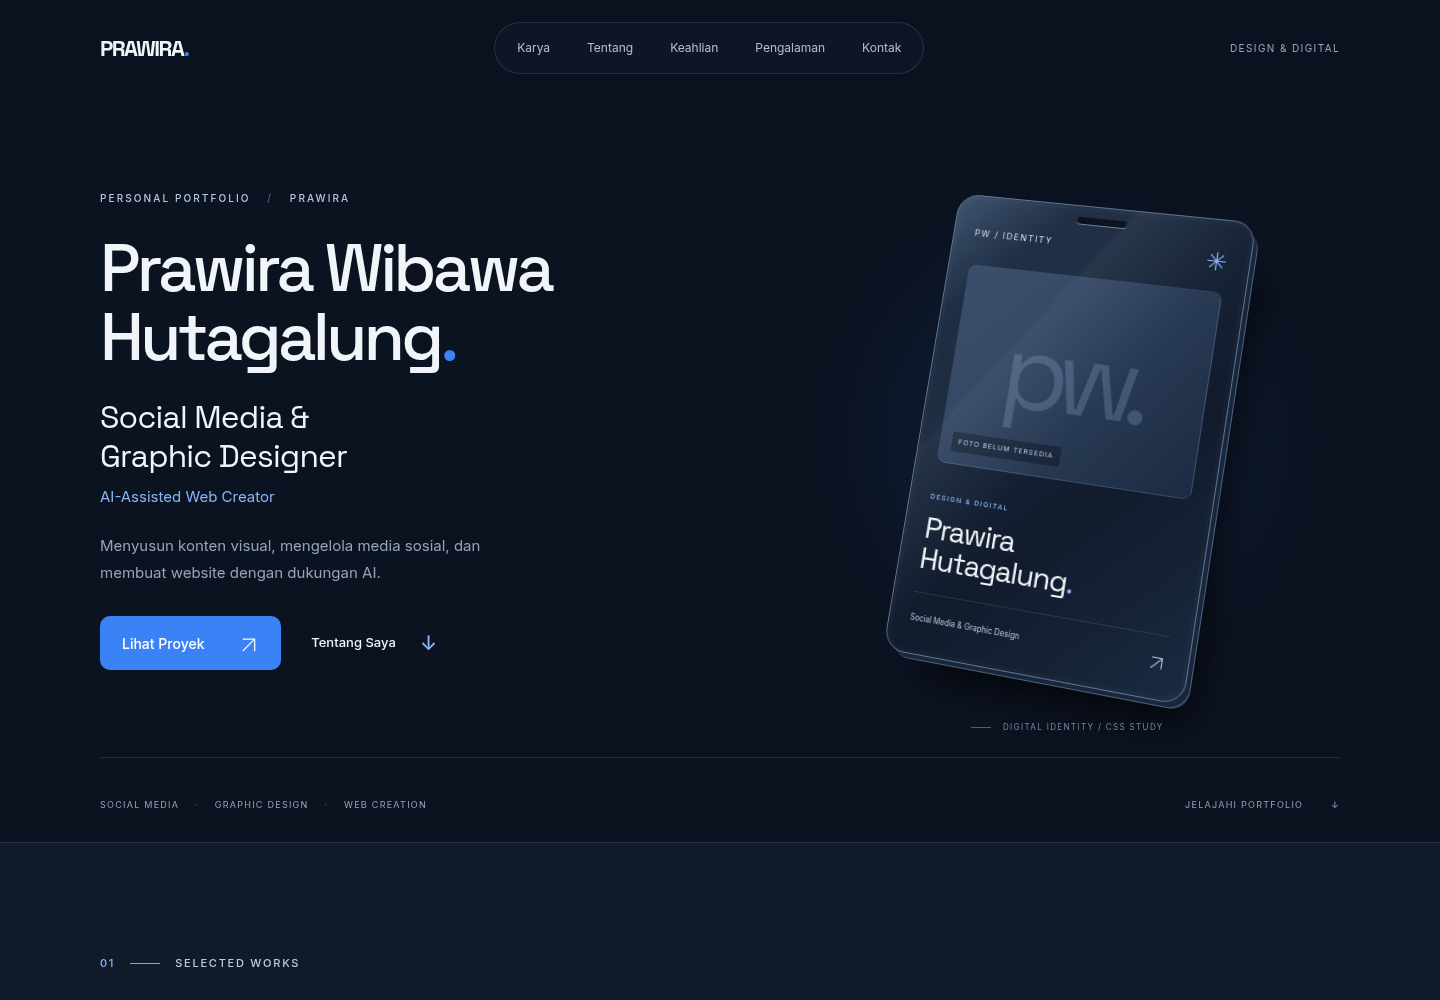 PRAWIRA.
Karya
Tentang
Keahlian
Pengalaman
Kontak
DESIGN & DIGITAL
PERSONAL PORTFOLIO / PRAWIRA
Prawira Wibawa
Hutagalung.
Social Media &
Graphic Designer
AI-Assisted Web Creator
Menyusun konten visual, mengelola media sosial, dan
membuat website dengan dukungan AI.
Lihat Proyek
Tentang Saya
PW / IDENTITY
pw.
FOTO BELUM TERSEDIA
DESIGN & DIGITAL
Prawira
Hutagalung.
Social Media & Graphic Design
DIGITAL IDENTITY / CSS STUDY
SOCIAL MEDIA · GRAPHIC DESIGN · WEB CREATION
JELAJAHI PORTFOLIO
01 — SELECTED WORKS